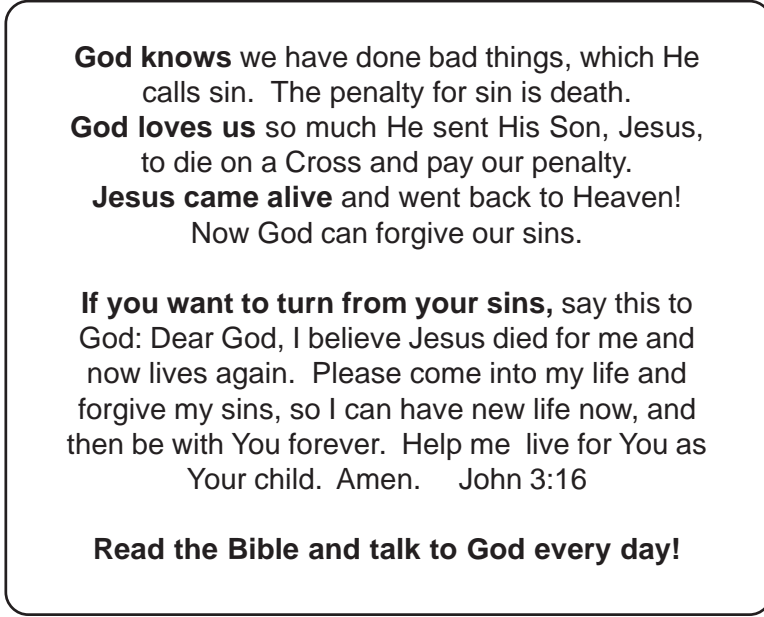 God knows we have done bad things, which He
calls sin.  The penalty for sin is death.
God loves us so much He sent His Son, Jesus,
to die on a Cross and pay our penalty.
Jesus came alive and went back to Heaven!
Now God can forgive our sins.
If you want to turn from your sins, say this to
God: Dear God, I believe Jesus died for me and
now lives again.  Please come into my life and
forgive my sins, so I can have new life now, and
then be with You forever.  Help me  live for You as
Your child.  Amen.     John 3:16
Read the Bible and talk to God every day!